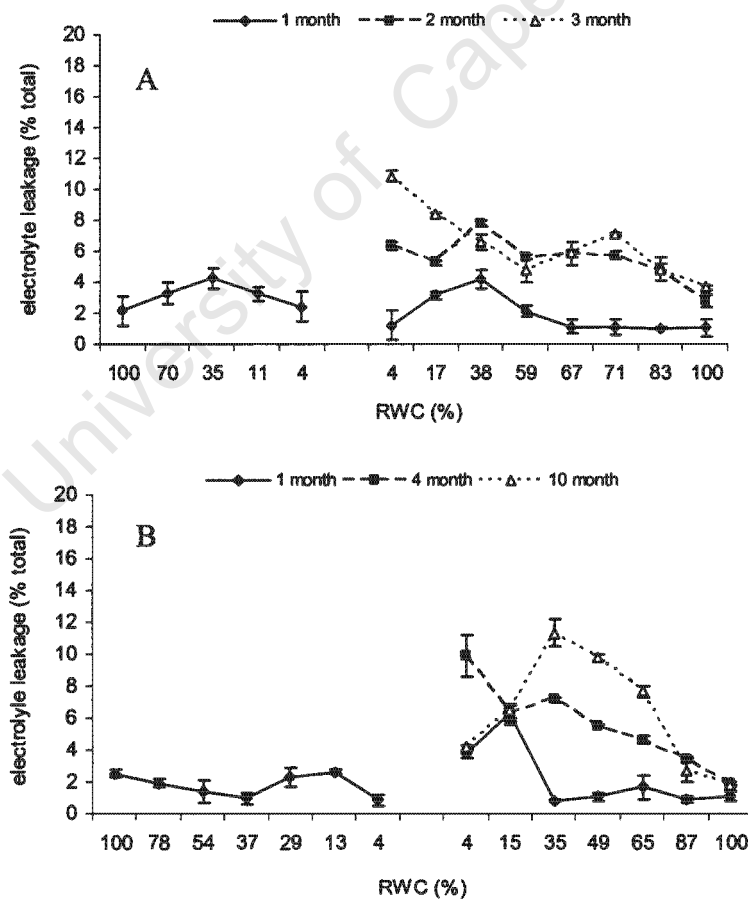 1 month 2 month 3 month
A
electrolyte leakage (% total)
20
18
16
14
12
10
8
6
4
2
0
100 70 35 11 4 4 17 38 59 67 71 83 100
RWC (%)
University of Cape
1 month 4 month 10 month
B
electrolyte leakage (% total)
20
18
16
14
12
10
8
6
4
2
0
100 78 54 37 29 13 4 4 15 35 49 65 87 100
RWC (%)